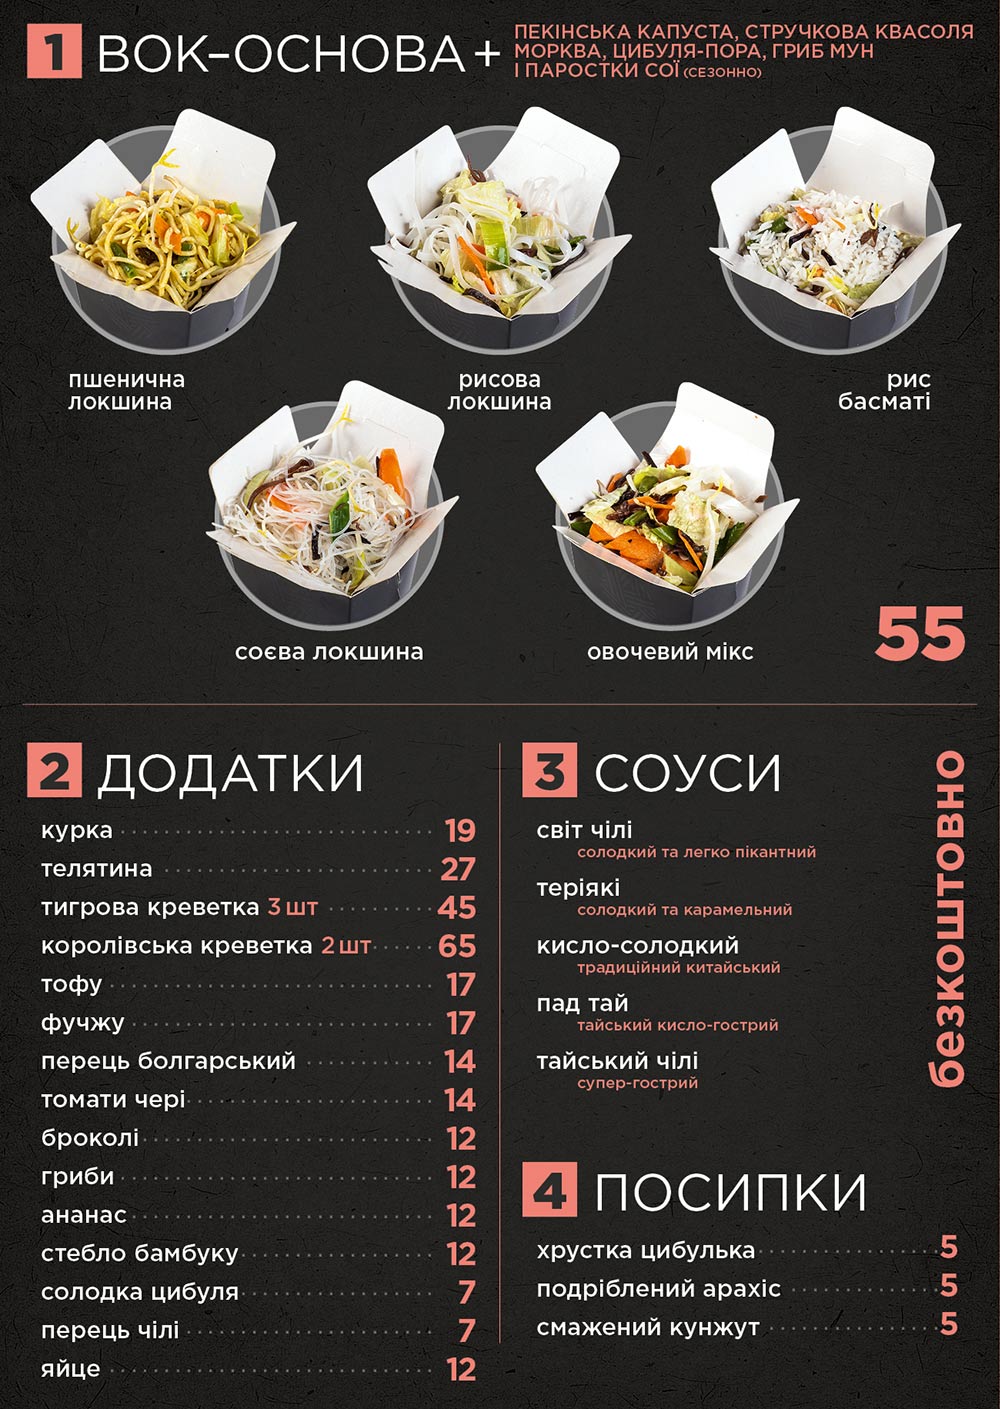 1 ВОК-ОСНОВА +
ПЕКІНСЬКА КАПУСТА, СТРУЧКОВА КВАСОЛЯ
МОРКВА, ЦИБУЛЯ-ПОРА, ГРИБ МУН
І ПАРОСТКИ СОЇ (СЕЗОННО)
пшенична
локшина
рисова
локшина
рис
басматі
соєва локшина
овочевий мікс
55
2 ДОДАТКИ
курка 19
телятина 27
тигрова креветка 3 шт 45
королівська креветка 2 шт 65
тофу 17
фучжу 17
перець болгарський 14
томати чері 14
броколі 12
гриби 12
ананас 12
стебло бамбуку 12
солодка цибуля 7
перець чілі 7
яйце 12
3 СОУСИ
світ чілі
солодкий та легко пікантний
теріякі
солодкий та карамельний
кисло-солодкий
традиційний китайський
пад тай
тайський кисло-гострий
тайський чілі
супер-гострий
безкоштовно
4 ПОСИПКИ
хрустка цибулька 5
подріблений арахіс 5
смажений кунжут 5